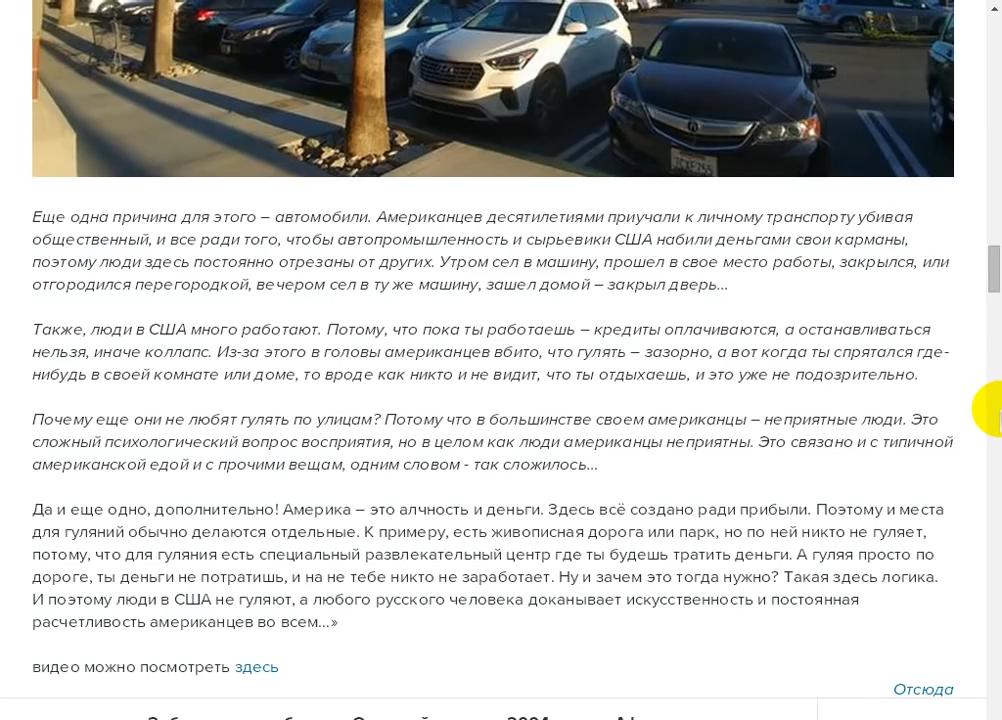 Еще одна причина для этого – автомобили. Американцев десятилетиями приучали к личному транспорту убивая
общественный, и все ради того, чтобы автопромышленность и сырьевики США набили деньгами свои карманы,
поэтому люди здесь постоянно отрезаны от других. Утром сел в машину, прошел в свое место работы, закрылся, или
отгородился перегородкой, вечером сел в ту же машину, зашел домой – закрыл дверь...
Также, люди в США много работают. Потому, что пока ты работаешь – кредиты оплачиваются, а останавливаться
нельзя, иначе коллапс. Из-за этого в головы американцев вбито, что гулять – зазорно, а вот когда ты спрятался где-
нибудь в своей комнате или доме, то вроде как никто и не видит, что ты отдыхаешь, и это уже не подозрительно.
Почему еще они не любят гулять по улицам? Потому что в большинстве своем американцы – неприятные люди. Это
сложный психологический вопрос восприятия, но в целом как люди американцы неприятны. Это связано и с типичной
американской едой и с прочими вещам, одним словом - так сложилось...
Да и еще одно, дополнительно! Америка – это алчность и деньги. Здесь всё создано ради прибыли. Поэтому и места
для гуляний обычно делаются отдельные. К примеру, есть живописная дорога или парк, но по ней никто не гуляет,
потому, что для гуляния есть специальный развлекательный центр где ты будешь тратить деньги. А гуляя просто по
дороге, ты деньги не потратишь, и на не тебе никто не заработает. Ну и зачем это тогда нужно? Такая здесь логика.
И поэтому люди в США не гуляют, а любого русского человека доканывает искусственность и постоянная
расчетливость американцев во всем...»
видео можно посмотреть здесь
Отсюда